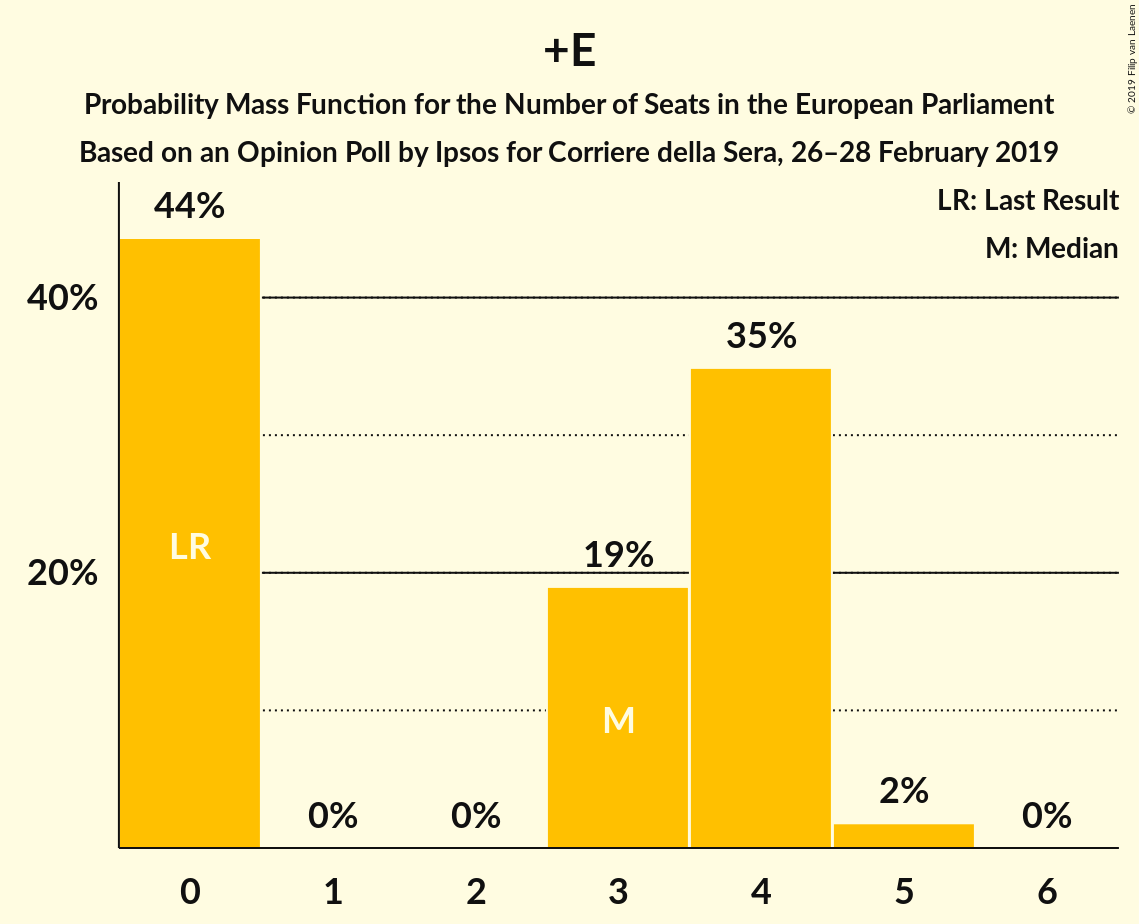 +E
Probability Mass Function for the Number of Seats in the European Parliament
Based on an Opinion Poll by Ipsos for Corriere della Sera, 26–28 February 2019
© 2019 Filip van Laenen
LR: Last Result
M: Median
44%
40%
35%
20%
19%
LR
M
0%
0%
2%
0%
0
1
2
3
4
5
6